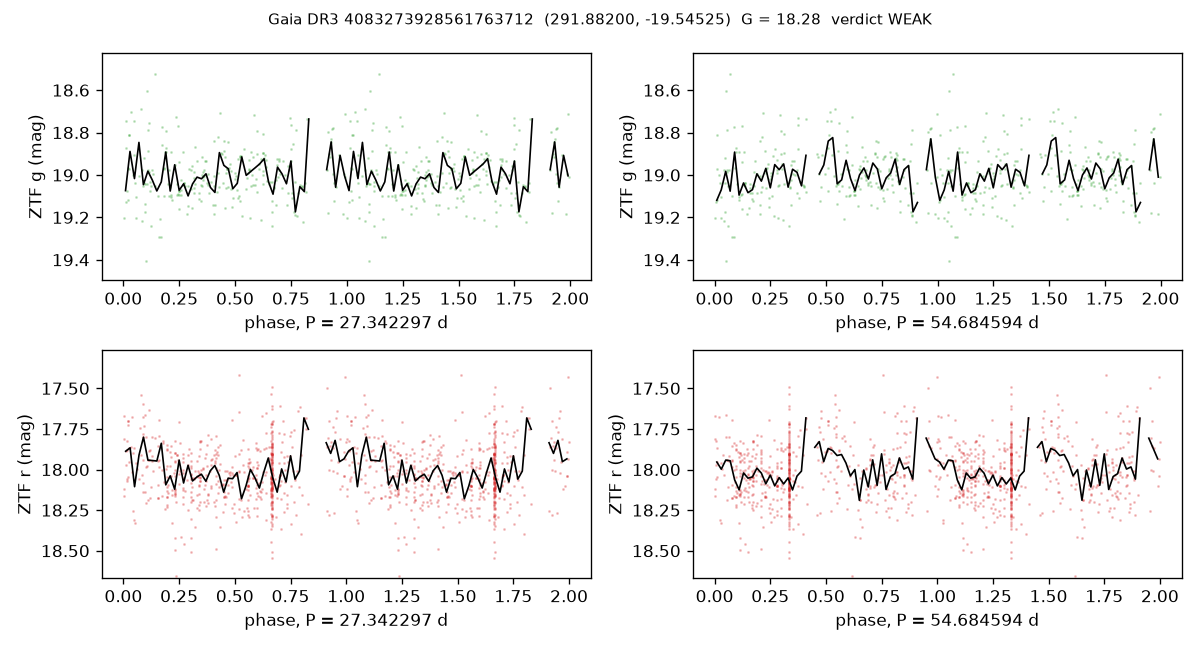 Gaia DR3 4083273928561763712  (291.88200, -19.54525)  G = 18.28  verdict WEAK
ZTF g (mag)
18.6
18.8
19.0
19.2
19.4
0.00 0.25 0.50 0.75 1.00 1.25 1.50 1.75 2.00
phase, P = 27.342297 d
ZTF g (mag)
18.6
18.8
19.0
19.2
19.4
0.00 0.25 0.50 0.75 1.00 1.25 1.50 1.75 2.00
phase, P = 54.684594 d
ZTF r (mag)
17.50
17.75
18.00
18.25
18.50
0.00 0.25 0.50 0.75 1.00 1.25 1.50 1.75 2.00
phase, P = 27.342297 d
ZTF r (mag)
17.50
17.75
18.00
18.25
18.50
0.00 0.25 0.50 0.75 1.00 1.25 1.50 1.75 2.00
phase, P = 54.684594 d